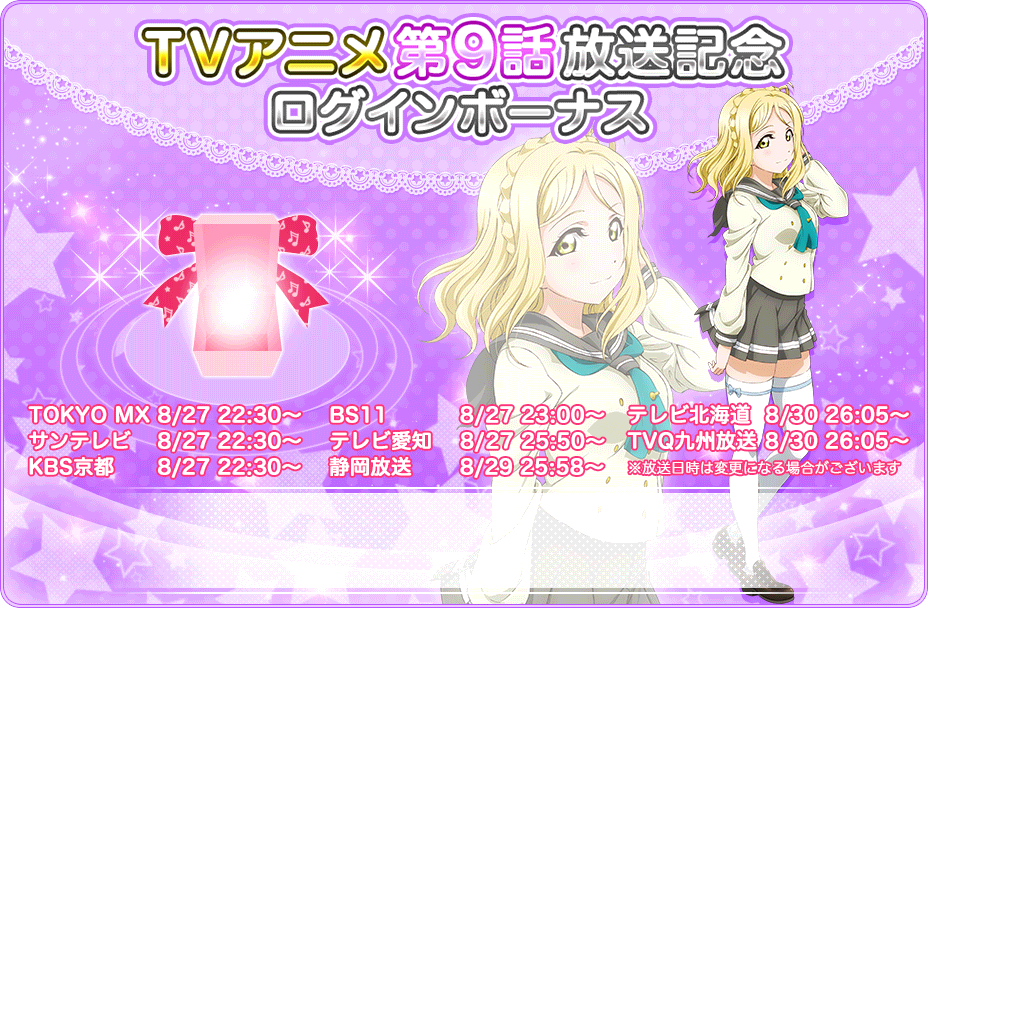 TVアニメ第9話放送記念
ログインボーナス
TOKYO MX 8/27 22:30～ BS11 8/27 23:00～ テレビ北海道 8/30 26:05～
サンテレビ 8/27 22:30～ テレビ愛知 8/27 25:50～ TVQ九州放送 8/30 26:05～
KBS京都 8/27 22:30～ 静岡放送 8/29 25:58～ ※放送日時は変更になる場合がございます